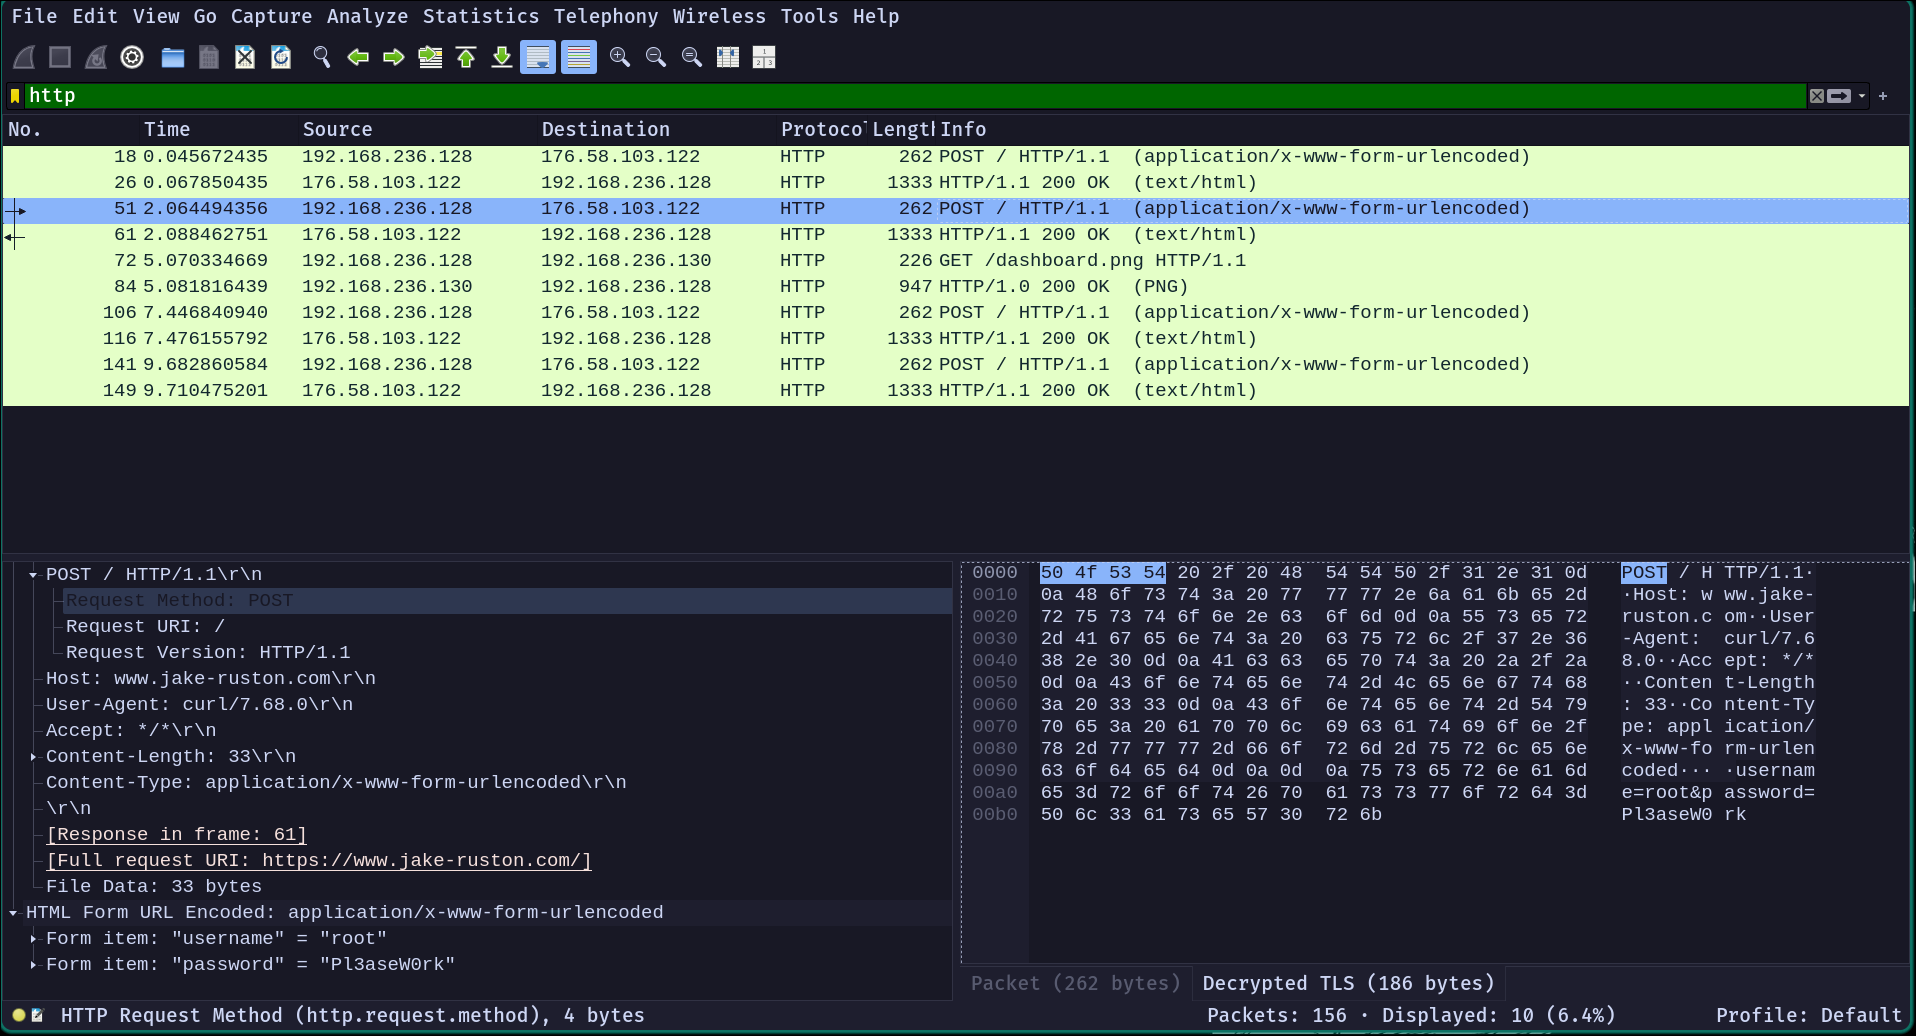 File Edit View Go Capture Analyze Statistics Telephony Wireless Tools Help
http
No. Time Source Destination Protocol Length Info
18 0.045672435 192.168.236.128 176.58.103.122 HTTP 262 POST / HTTP/1.1  (application/x-www-form-urlencoded)
26 0.067850435 176.58.103.122 192.168.236.128 HTTP 1333 HTTP/1.1 200 OK  (text/html)
51 2.064494356 192.168.236.128 176.58.103.122 HTTP 262 POST / HTTP/1.1  (application/x-www-form-urlencoded)
61 2.088462751 176.58.103.122 192.168.236.128 HTTP 1333 HTTP/1.1 200 OK  (text/html)
72 5.070334669 192.168.236.128 192.168.236.130 HTTP 226 GET /dashboard.png HTTP/1.1
84 5.081816439 192.168.236.130 192.168.236.128 HTTP 947 HTTP/1.0 200 OK  (PNG)
106 7.446840940 192.168.236.128 176.58.103.122 HTTP 262 POST / HTTP/1.1  (application/x-www-form-urlencoded)
116 7.476155792 176.58.103.122 192.168.236.128 HTTP 1333 HTTP/1.1 200 OK  (text/html)
141 9.682860584 192.168.236.128 176.58.103.122 HTTP 262 POST / HTTP/1.1  (application/x-www-form-urlencoded)
149 9.710475201 176.58.103.122 192.168.236.128 HTTP 1333 HTTP/1.1 200 OK  (text/html)
POST / HTTP/1.1\r\n
Request Method: POST
Request URI: /
Request Version: HTTP/1.1
Host: www.jake-ruston.com\r\n
User-Agent: curl/7.68.0\r\n
Accept: */*\r\n
Content-Length: 33\r\n
Content-Type: application/x-www-form-urlencoded\r\n
\r\n
[Response in frame: 61]
[Full request URI: https://www.jake-ruston.com/]
File Data: 33 bytes
HTML Form URL Encoded: application/x-www-form-urlencoded
Form item: "username" = "root"
Form item: "password" = "Pl3aseW0rk"
0000 50 4f 53 54 20 2f 20 48 54 54 50 2f 31 2e 31 0d POST / H TTP/1.1·
0010 0a 48 6f 73 74 3a 20 77 77 77 2e 6a 61 6b 65 2d ·Host: w ww.jake-
0020 72 75 73 74 6f 6e 2e 63 6f 6d 0d 0a 55 73 65 72 ruston.c om··User
0030 2d 41 67 65 6e 74 3a 20 63 75 72 6c 2f 37 2e 36 -Agent:  curl/7.6
0040 38 2e 30 0d 0a 41 63 63 65 70 74 3a 20 2a 2f 2a 8.0··Acc ept: */*
0050 0d 0a 43 6f 6e 74 65 6e 74 2d 4c 65 6e 67 74 68 ··Conten t-Length
0060 3a 20 33 33 0d 0a 43 6f 6e 74 65 6e 74 2d 54 79 : 33··Co ntent-Ty
0070 70 65 3a 20 61 70 70 6c 69 63 61 74 69 6f 6e 2f pe: appl ication/
0080 78 2d 77 77 77 2d 66 6f 72 6d 2d 75 72 6c 65 6e x-www-fo rm-urlen
0090 63 6f 64 65 64 0d 0a 0d 0a 75 73 65 72 6e 61 6d coded··· ·usernam
00a0 65 3d 72 6f 6f 74 26 70 61 73 73 77 6f 72 64 3d e=root&p assword=
00b0 50 6c 33 61 73 65 57 30 72 6b Pl3aseW0 rk
Packet (262 bytes) Decrypted TLS (186 bytes)
HTTP Request Method (http.request.method), 4 bytes Packets: 156 · Displayed: 10 (6.4%) Profile: Default